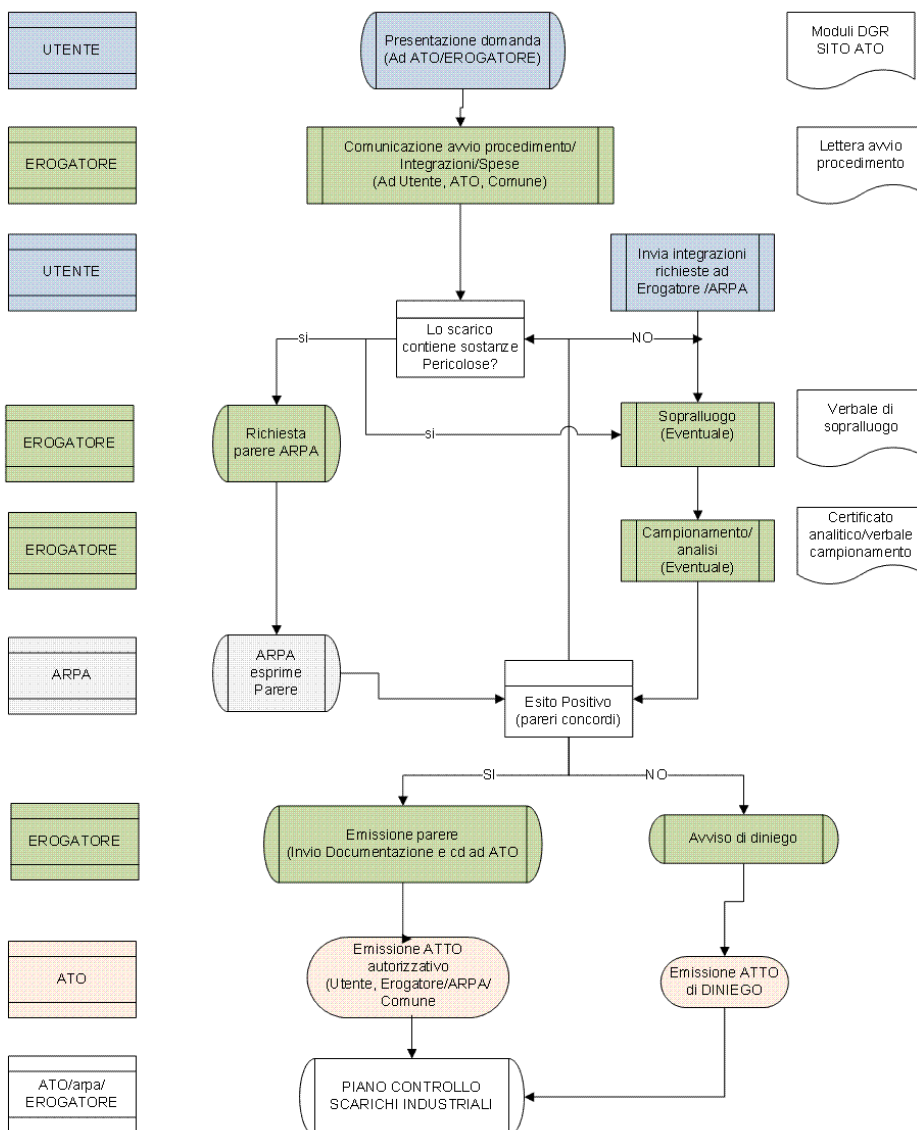 UTENTE
Presentazione domanda
(Ad ATO/EROGATORE)
Moduli DGR
SITO ATO
EROGATORE
Comunicazione avvio procedimento/
Integrazioni/Spese
(Ad Utente, ATO, Comune)
Lettera avvio
procedimento
UTENTE
Invia integrazioni
richieste ad
Erogatore /ARPA
Lo scarico
contiene sostanze
Pericolose?
si
NO
EROGATORE
Richiesta
parere ARPA
si
Sopralluogo
(Eventuale)
Verbale di
sopralluogo
EROGATORE
Campionamento/
analisi
(Eventuale)
Certificato
analitico/verbale
campionamento
ARPA
ARPA
esprime
Parere
Esito Positivo
(pareri concordi)
SI
NO
EROGATORE
Emissione parere
(Invio Documentazione e cd ad ATO
Avviso di diniego
ATO
Emissione ATTO
autorizzativo
(Utente, Erogatore/ARPA/
Comune
Emissione ATTO
di DINIEGO
ATO/arpa/
EROGATORE
PIANO CONTROLLO
SCARICHI INDUSTRIALI